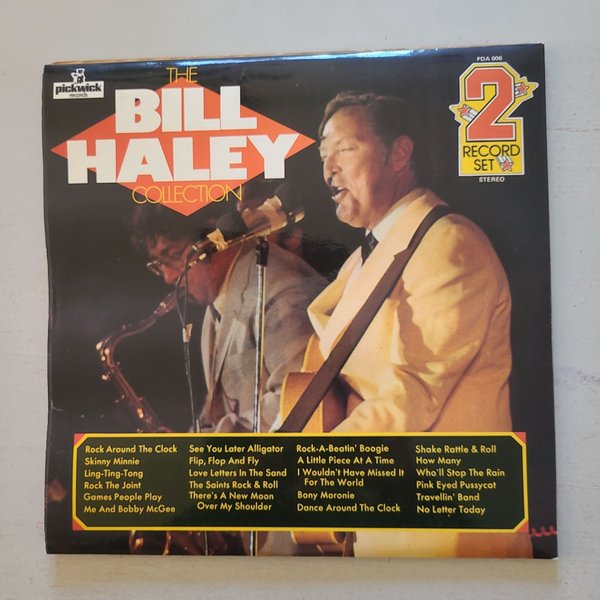 pickwick
records
THE
BILL
HALEY
COLLECTION
PDA 006
2
RECORD
SET
STEREO
Rock Around The Clock
Skinny Minnie
Ling-Ting-Tong
Rock The Joint
Games People Play
Me And Bobby McGee
See You Later Alligator
Flip, Flop And Fly
Love Letters In The Sand
The Saints Rock & Roll
There's A New Moon
Over My Shoulder
Rock-A-Beatin' Boogie
A Little Piece At A Time
I Wouldn't Have Missed It
For The World
Bony Moronie
Dance Around The Clock
Shake Rattle & Roll
How Many
Who'll Stop The Rain
Pink Eyed Pussycat
Travellin' Band
No Letter Today